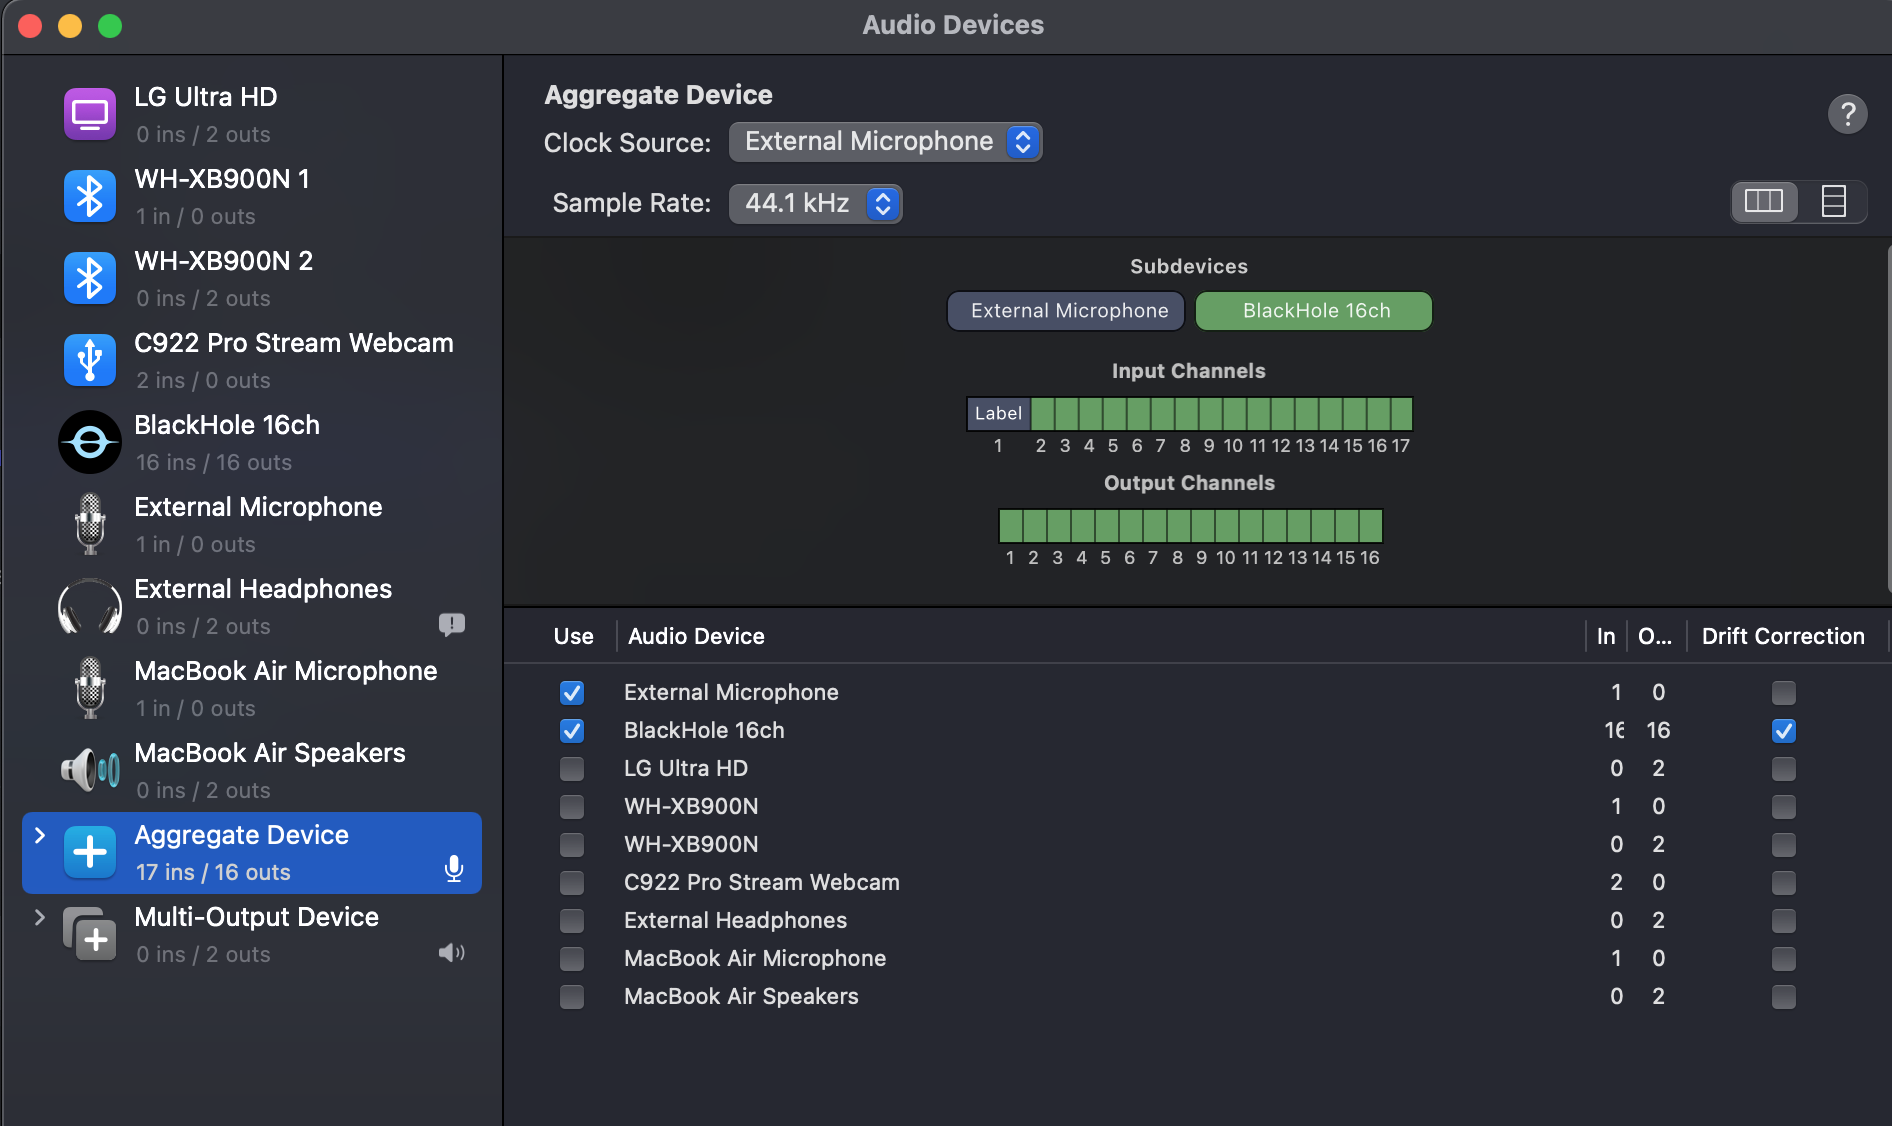 Audio Devices
LG Ultra HD
0 ins / 2 outs
WH-XB900N 1
1 in / 0 outs
WH-XB900N 2
0 ins / 2 outs
C922 Pro Stream Webcam
2 ins / 0 outs
BlackHole 16ch
16 ins / 16 outs
External Microphone
1 in / 0 outs
External Headphones
0 ins / 2 outs
MacBook Air Microphone
1 in / 0 outs
MacBook Air Speakers
0 ins / 2 outs
Aggregate Device
17 ins / 16 outs
Multi-Output Device
0 ins / 2 outs
Aggregate Device
?
Clock Source: External Microphone
Sample Rate: 44.1 kHz
Subdevices
External Microphone BlackHole 16ch
Input Channels
Label
1 2 3 4 5 6 7 8 9 10 11 12 13 14 15 16 17
Output Channels
1 2 3 4 5 6 7 8 9 10 11 12 13 14 15 16
Use Audio Device In O... Drift Correction
External Microphone 1 0
BlackHole 16ch 16 16
LG Ultra HD 0 2
WH-XB900N 1 0
WH-XB900N 0 2
C922 Pro Stream Webcam 2 0
External Headphones 0 2
MacBook Air Microphone 1 0
MacBook Air Speakers 0 2